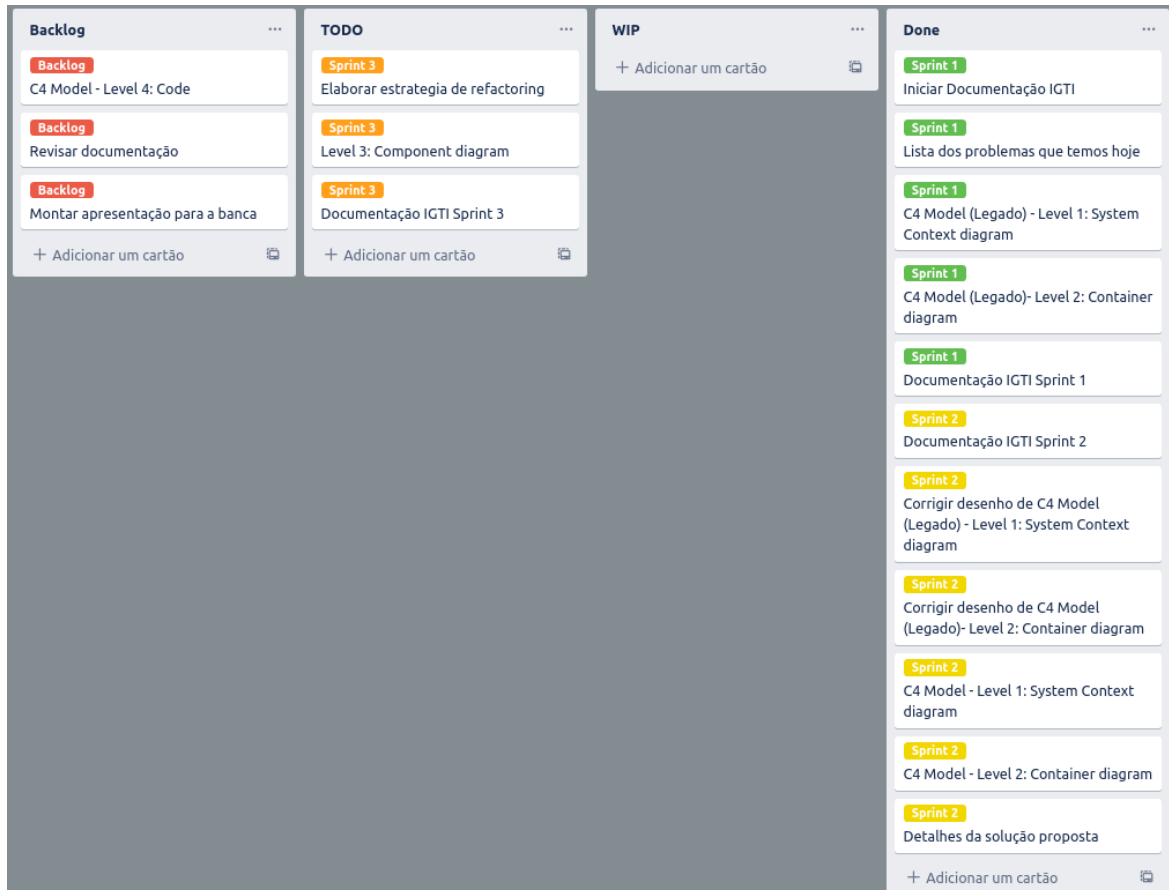 Backlog
Backlog
C4 Model - Level 4: Code
Backlog
Revisar documentação
Backlog
Montar apresentação para a banca
+ Adicionar um cartão
TODO
Sprint 3
Elaborar estrategia de refactoring
Sprint 3
Level 3: Component diagram
Sprint 3
Documentação IGTI Sprint 3
+ Adicionar um cartão
WIP
+ Adicionar um cartão
Done
Sprint 1
Iniciar Documentação IGTI
Sprint 1
Lista dos problemas que temos hoje
Sprint 1
C4 Model (Legado) - Level 1: System
Context diagram
Sprint 1
C4 Model (Legado)- Level 2: Container
diagram
Sprint 1
Documentação IGTI Sprint 1
Sprint 2
Documentação IGTI Sprint 2
Sprint 2
Corrigir desenho de C4 Model
(Legado) - Level 1: System Context
diagram
Sprint 2
Corrigir desenho de C4 Model
(Legado)- Level 2: Container diagram
Sprint 2
C4 Model - Level 1: System Context
diagram
Sprint 2
C4 Model - Level 2: Container diagram
Sprint 2
Detalhes da solução proposta
+ Adicionar um cartão